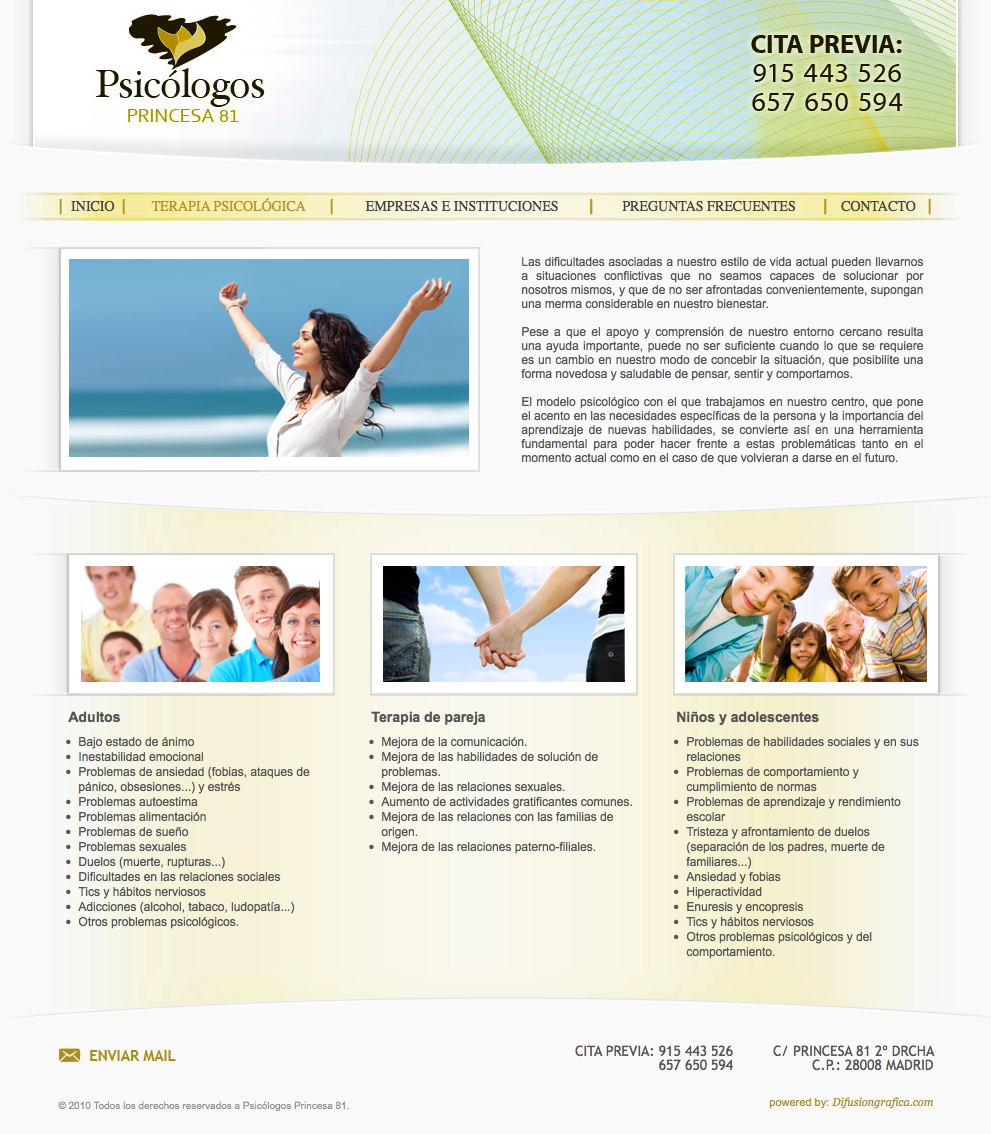 Psicólogos
PRINCESA 81
CITA PREVIA:
915 443 526
657 650 594
| INICIO | TERAPIA PSICOLÓGICA | EMPRESAS E INSTITUCIONES | PREGUNTAS FRECUENTES | CONTACTO |
Las dificultades asociadas a nuestro estilo de vida actual pueden llevarnos
a situaciones conflictivas que no seamos capaces de solucionar por
nosotros mismos, y que de no ser afrontadas convenientemente, supongan
una merma considerable en nuestro bienestar.
Pese a que el apoyo y comprensión de nuestro entorno cercano resulta
una ayuda importante, puede no ser suficiente cuando lo que se requiere
es un cambio en nuestro modo de concebir la situación, que posibilite una
forma novedosa y saludable de pensar, sentir y comportarnos.
El modelo psicológico con el que trabajamos en nuestro centro, que pone
el acento en las necesidades específicas de la persona y la importancia del
aprendizaje de nuevas habilidades, se convierte así en una herramienta
fundamental para poder hacer frente a estas problemáticas tanto en el
momento actual como en el caso de que volvieran a darse en el futuro.
Adultos
• Bajo estado de ánimo
• Inestabilidad emocional
• Problemas de ansiedad (fobias, ataques de
pánico, obsesiones...) y estrés
• Problemas autoestima
• Problemas alimentación
• Problemas de sueño
• Problemas sexuales
• Duelos (muerte, rupturas...)
• Dificultades en las relaciones sociales
• Tics y hábitos nerviosos
• Adicciones (alcohol, tabaco, ludopatía...)
• Otros problemas psicológicos.
Terapia de pareja
• Mejora de la comunicación.
• Mejora de las habilidades de solución de
problemas.
• Mejora de las relaciones sexuales.
• Aumento de actividades gratificantes comunes.
• Mejora de las relaciones con las familias de
origen.
• Mejora de las relaciones paterno-filiales.
Niños y adolescentes
• Problemas de habilidades sociales y en sus
relaciones
• Problemas de comportamiento y
cumplimiento de normas
• Problemas de aprendizaje y rendimiento
escolar
• Tristeza y afrontamiento de duelos
(separación de los padres, muerte de
familiares...)
• Ansiedad y fobias
• Hiperactividad
• Enuresis y encopresis
• Tics y hábitos nerviosos
• Otros problemas psicológicos y del
comportamiento.
ENVIAR MAIL
CITA PREVIA: 915 443 526
657 650 594
C/ PRINCESA 81 2º DRCHA
C.P.: 28008 MADRID
© 2010 Todos los derechos reservados a Psicólogos Princesa 81.
powered by: Difusiongrafica.com